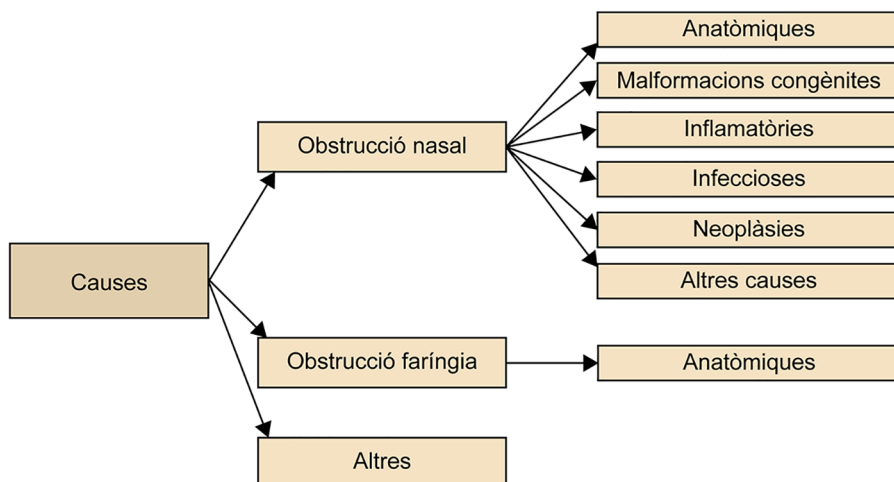 Causes
Obstrucció nasal
Anatòmiques
Malformacions congènites
Inflamatòries
Infeccioses
Neoplàsies
Altres causes
Obstrucció faríngia
Anatòmiques
Altres